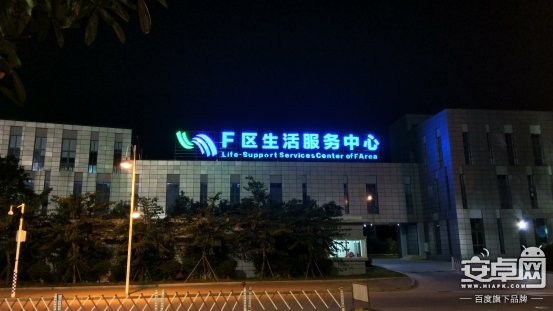 F区生活服务中心
Life-Support Services Center of F Area
安卓网
WWW.HIAPK.COM
百度旗下品牌